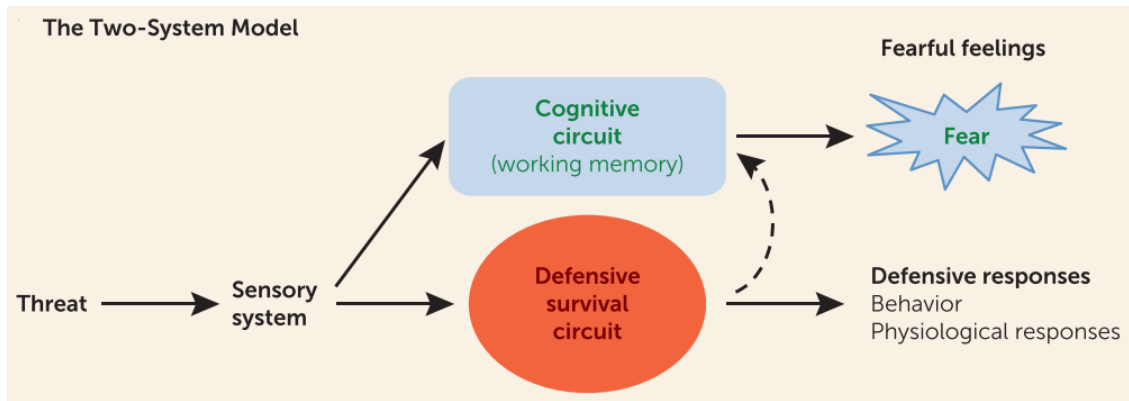 The Two-System Model
Fearful feelings
Cognitive
circuit
(working memory)
Fear
Threat
Sensory
system
Defensive
survival
circuit
Defensive responses
Behavior
Physiological responses